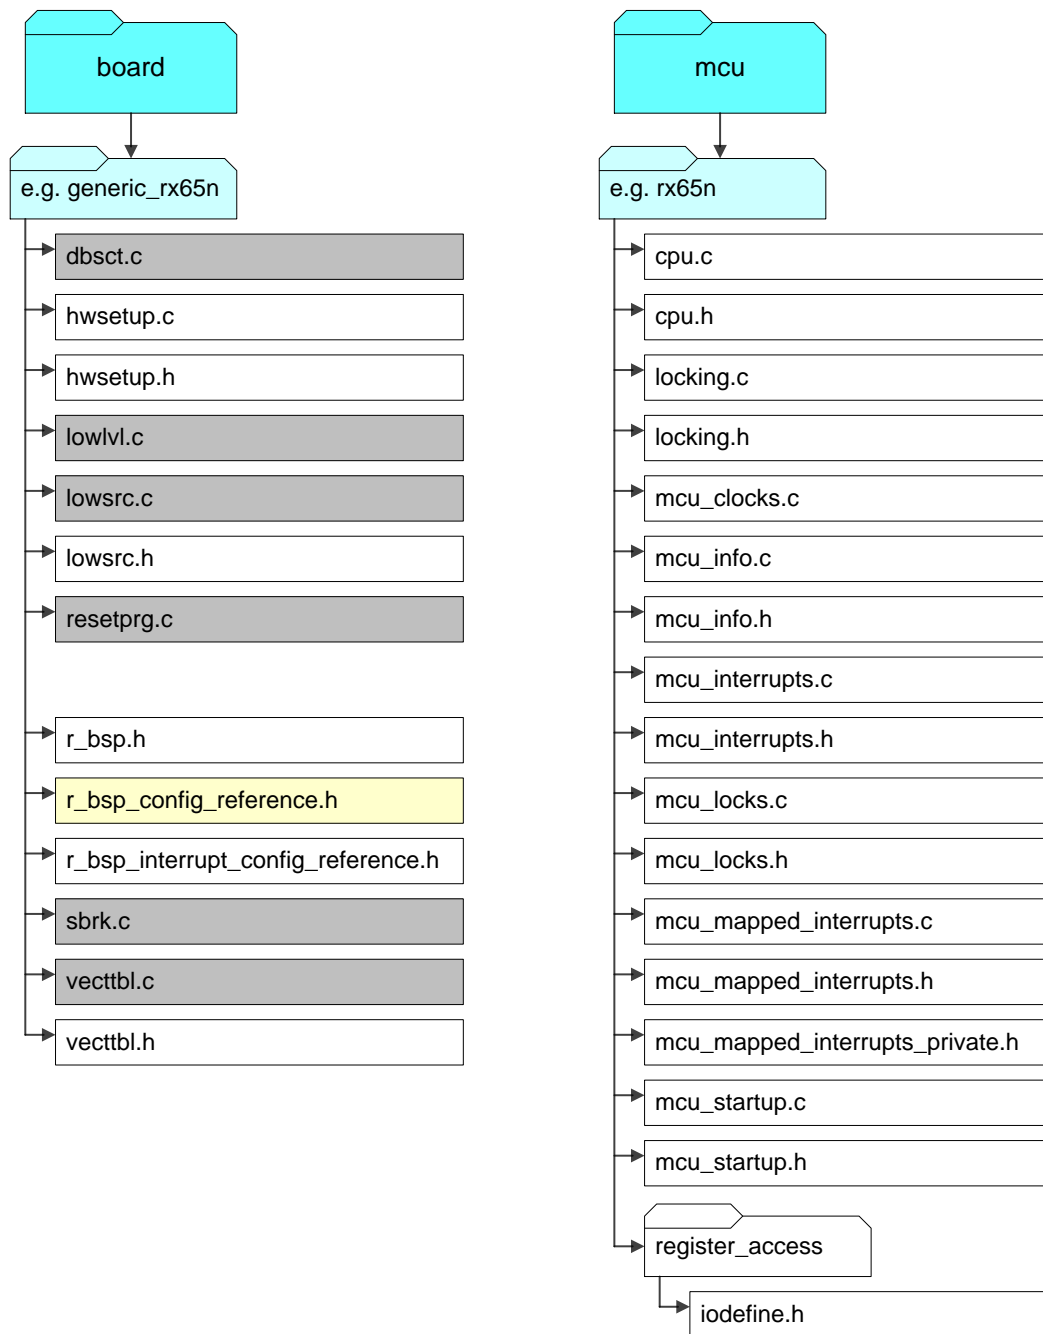 board
e.g. generic_rx65n
dbsct.c
hwsetup.c
hwsetup.h
lowlvl.c
lowsrc.c
lowsrc.h
resetprg.c
r_bsp.h
r_bsp_config_reference.h
r_bsp_interrupt_config_reference.h
sbrk.c
vecttbl.c
vecttbl.h
mcu
e.g. rx65n
cpu.c
cpu.h
locking.c
locking.h
mcu_clocks.c
mcu_info.c
mcu_info.h
mcu_interrupts.c
mcu_interrupts.h
mcu_locks.c
mcu_locks.h
mcu_mapped_interrupts.c
mcu_mapped_interrupts.h
mcu_mapped_interrupts_private.h
mcu_startup.c
mcu_startup.h
register_access
iodefine.h